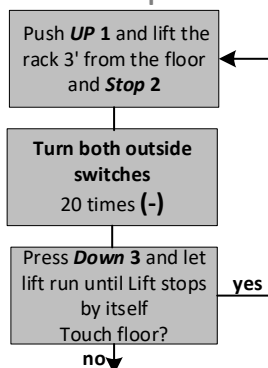 Push UP 1 and lift the
rack 3' from the floor
and Stop 2
Turn both outside
switches
20 times (-)
Press Down 3 and let
lift run until Lift stops
by itself
Touch floor?
yes
no